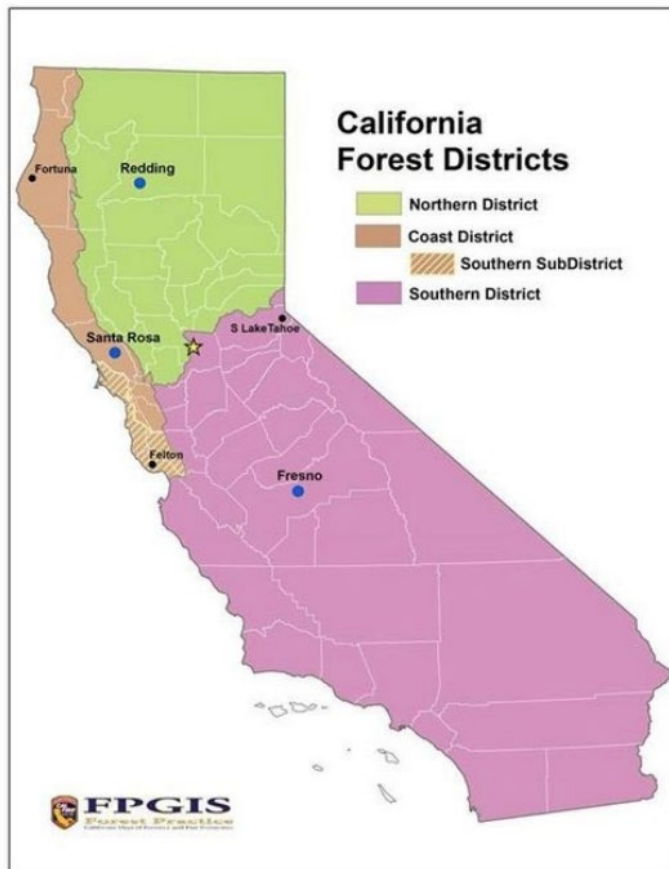 California
Forest Districts
Northern District
Coast District
Southern SubDistrict
Southern District
Fortuna
Redding
S LakeTahoe
Santa Rosa
Felton
Fresno
FPGIS
Forest Practice